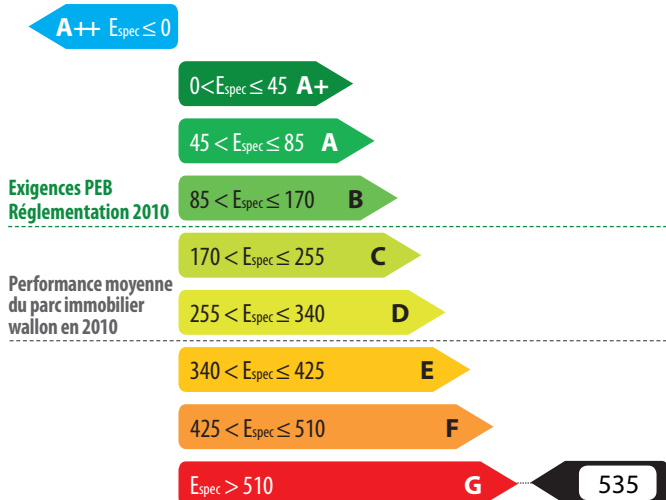 A++ Espec ≤ 0
0 < Espec ≤ 45 A+
45 < Espec ≤ 85 A
Exigences PEB
Réglementation 2010
85 < Espec ≤ 170 B
170 < Espec ≤ 255 C
Performance moyenne
du parc immobilier
wallon en 2010
255 < Espec ≤ 340 D
340 < Espec ≤ 425 E
425 < Espec ≤ 510 F
Espec > 510 G
535